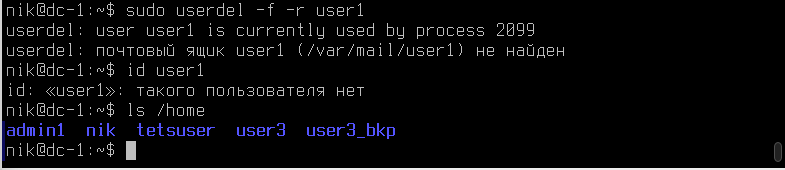 nik@dc-1:~$ sudo userdel -f -r user1
userdel: user user1 is currently used by process 2099
userdel: почтовый ящик user1 (/var/mail/user1) не найден
nik@dc-1:~$ id user1
id: «user1»: такого пользователя нет
nik@dc-1:~$ ls /home
admin1  nik  tetsuser  user3  user3_bkp
nik@dc-1:~$